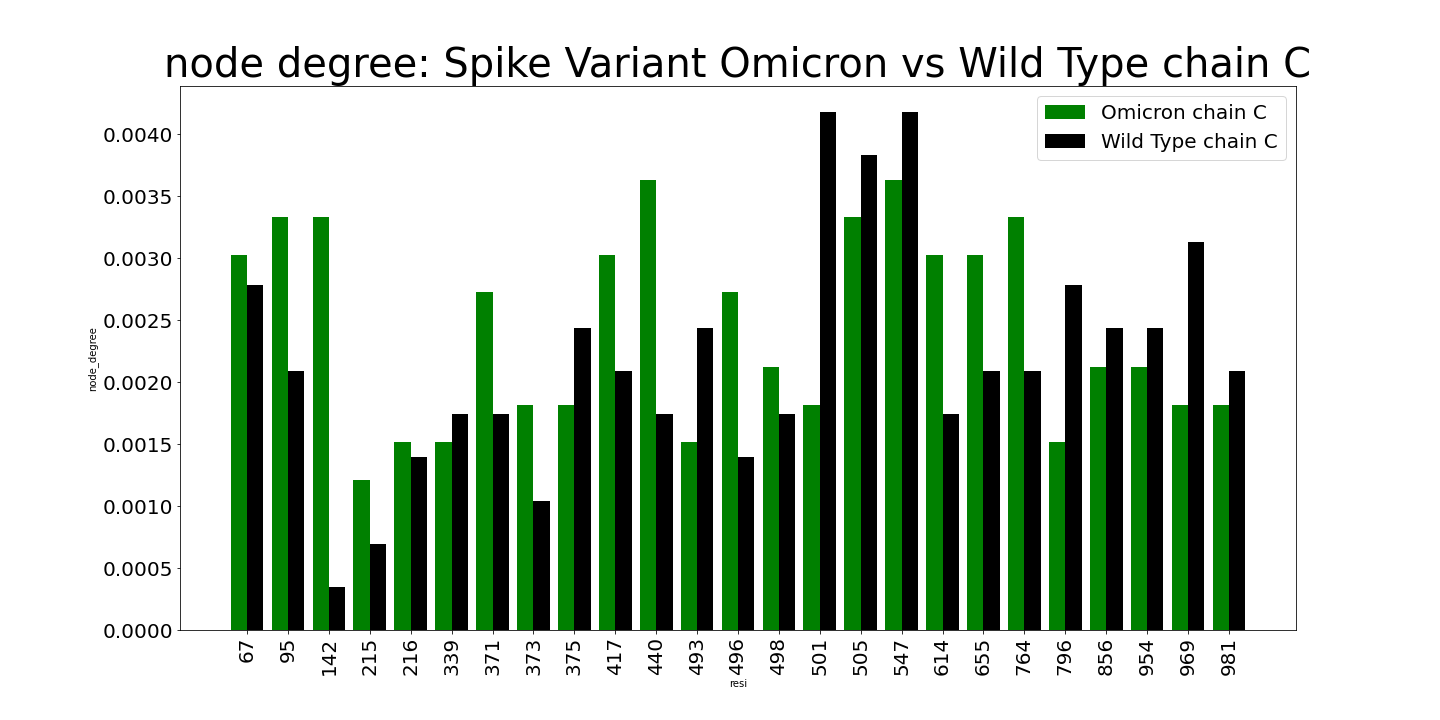 node degree: Spike Variant Omicron vs Wild Type chain C
Omicron chain C
Wild Type chain C
node_degree
0.0040
0.0035
0.0030
0.0025
0.0020
0.0015
0.0010
0.0005
0.0000
67 95 142 215 216 339 371 373 375 417 440 493 496 498 501 505 547 614 655 764 796 856 954 969 981
resi